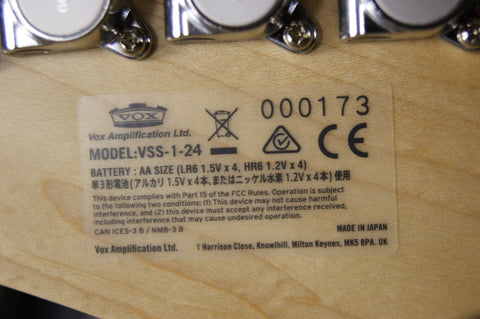 VOX
000173
Vox Amplification Ltd.
MODEL:VSS-1-24
BATTERY : AA SIZE (LR6 1.5V x 4, HR6 1.2V x 4)
単3形電池(アルカリ 1.5V x 4本, またはニッケル水素 1.2V x 4本)使用
This device complies with Part 15 of the FCC Rules. Operation is subject
to the following two conditions: (1) This device may not cause harmful
interference, and (2) this device must accept any interference received,
including interference that may cause undesired operation.
CAN ICES-3 B / NMB-3 B
MADE IN JAPAN
Vox Amplification Ltd. 1 Harrison Close, Knowlhill, Milton Keynes, MK5 8PA. UK